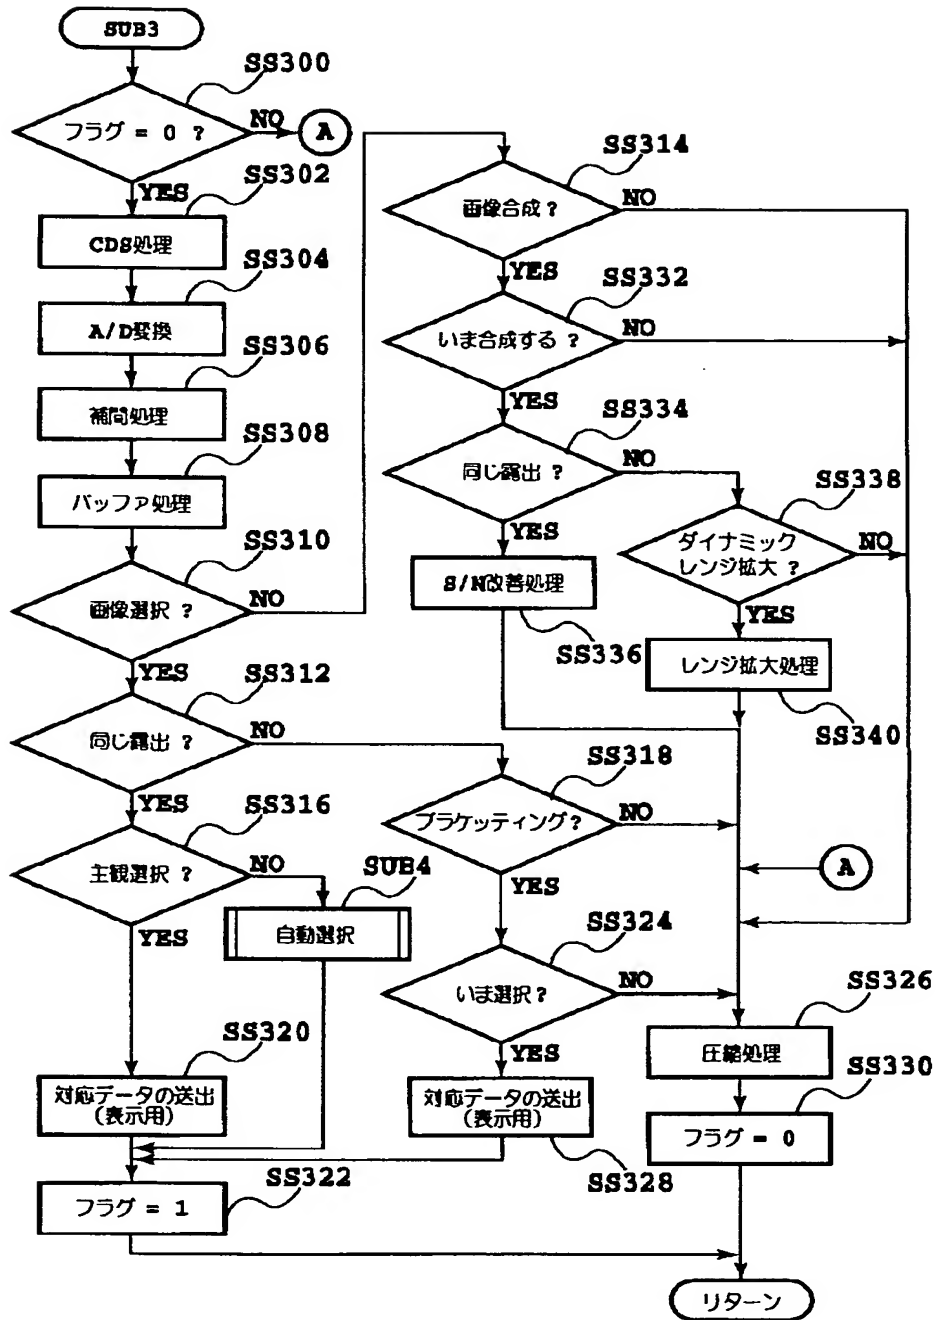 SUB3
SS300
フラグ = 0 ?
NO
A
YES
SS302
CDS処理
SS304
A/D変換
SS306
補間処理
SS308
バッファ処理
SS310
画像選択 ?
NO
YES
SS312
同じ露出 ?
NO
YES
SS316
主観選択 ?
NO
YES
SUB4
自動選択
SS320
対応データの送出
(表示用)
SS322
フラグ = 1
SS314
画像合成 ?
NO
YES
SS332
いま合成する ?
NO
YES
SS334
同じ露出 ?
NO
YES
S/N改善処理
SS336
SS338
ダイナミック
レンジ拡大 ?
NO
YES
レンジ拡大処理
SS340
SS318
ブラケッティング?
NO
YES
A
SS324
いま選択?
NO
YES
対応データの送出
(表示用)
SS328
SS326
圧縮処理
SS330
フラグ = 0
リターン